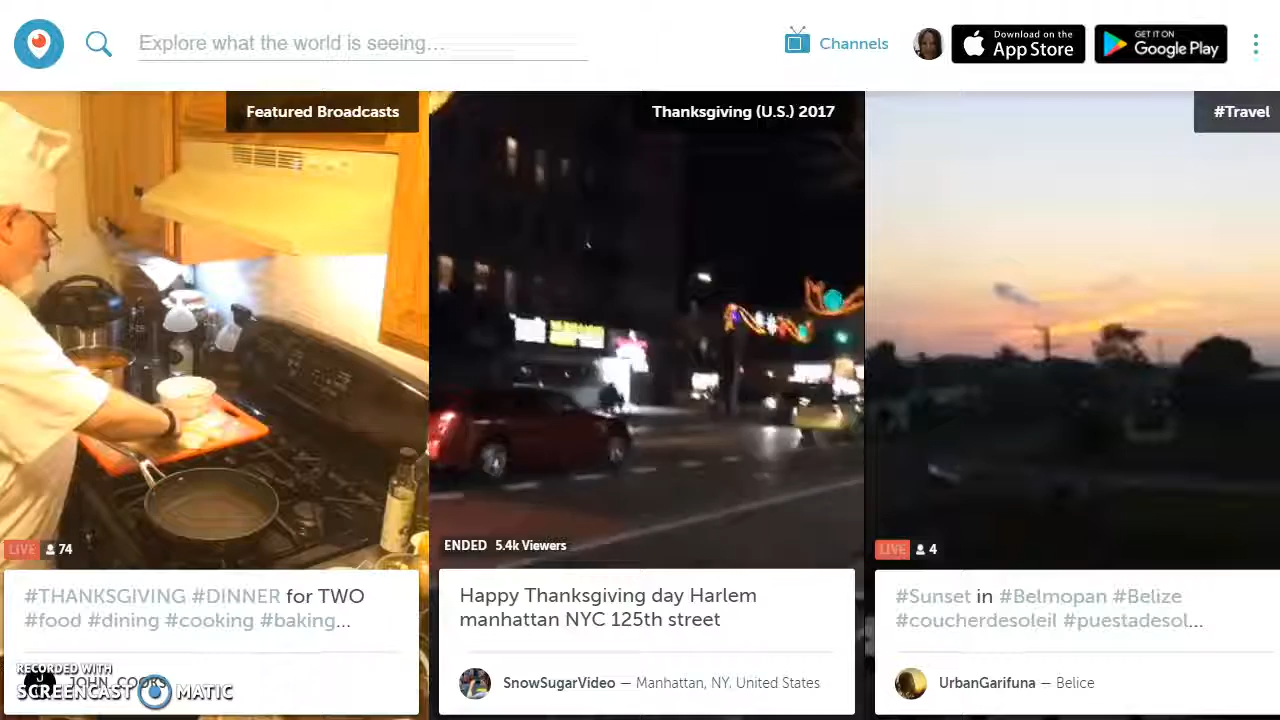 Explore what the world is seeing...
Channels
Download on the
App Store
GET IT ON
Google Play
Featured Broadcasts
LIVE 74
#THANKSGIVING #DINNER for TWO
#food #dining #cooking #baking...
JOHN_COOKS
RECORDED WITH
SCREENCAST MATIC
Thanksgiving (U.S.) 2017
ENDED 5.4k Viewers
Happy Thanksgiving day Harlem
manhattan NYC 125th street
SnowSugarVideo — Manhattan, NY, United States
#Travel
LIVE 4
#Sunset in #Belmopan #Belize
#coucherdesoleil #puestadesol...
UrbanGarifuna — Belice